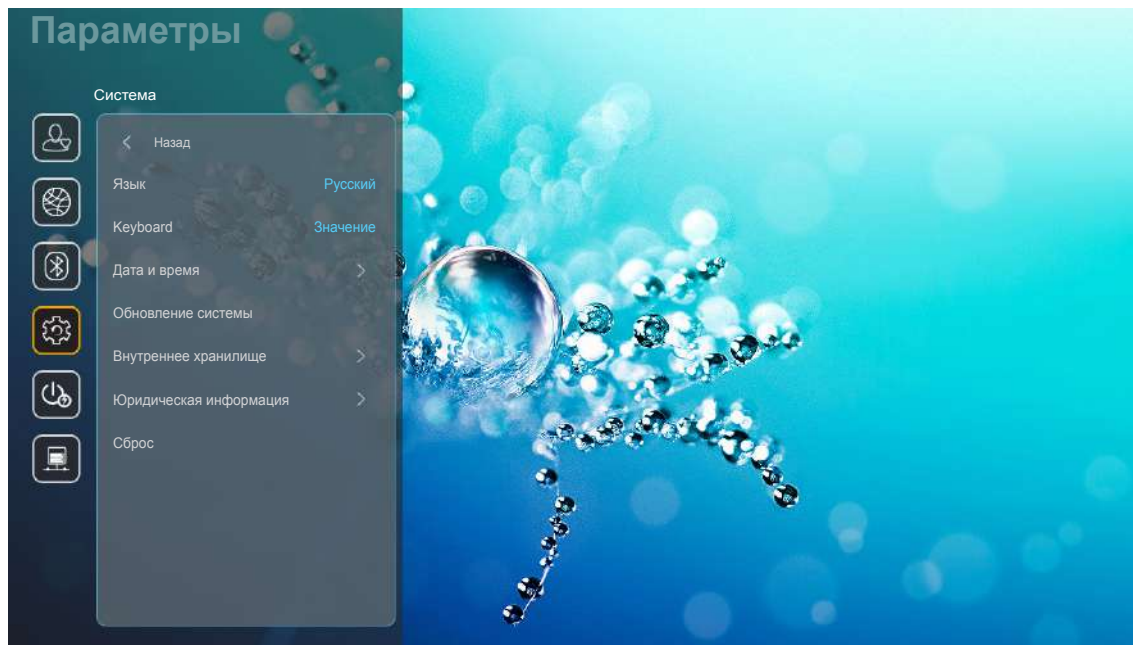 Параметры
Система
Назад
Язык Русский
Keyboard Значение
Дата и время
Обновление системы
Внутреннее хранилище
Юридическая информация
Сброс